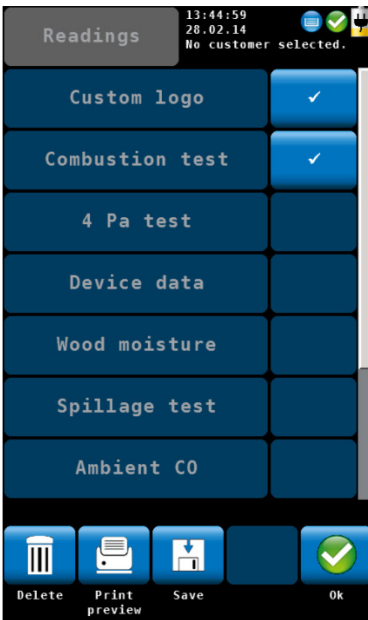 Readings
13:44:59
28.02.14
No customer selected.
Custom logo
Combustion test
4 Pa test
Device data
Wood moisture
Spillage test
Ambient CO
Delete
Print
preview
Save
Ok